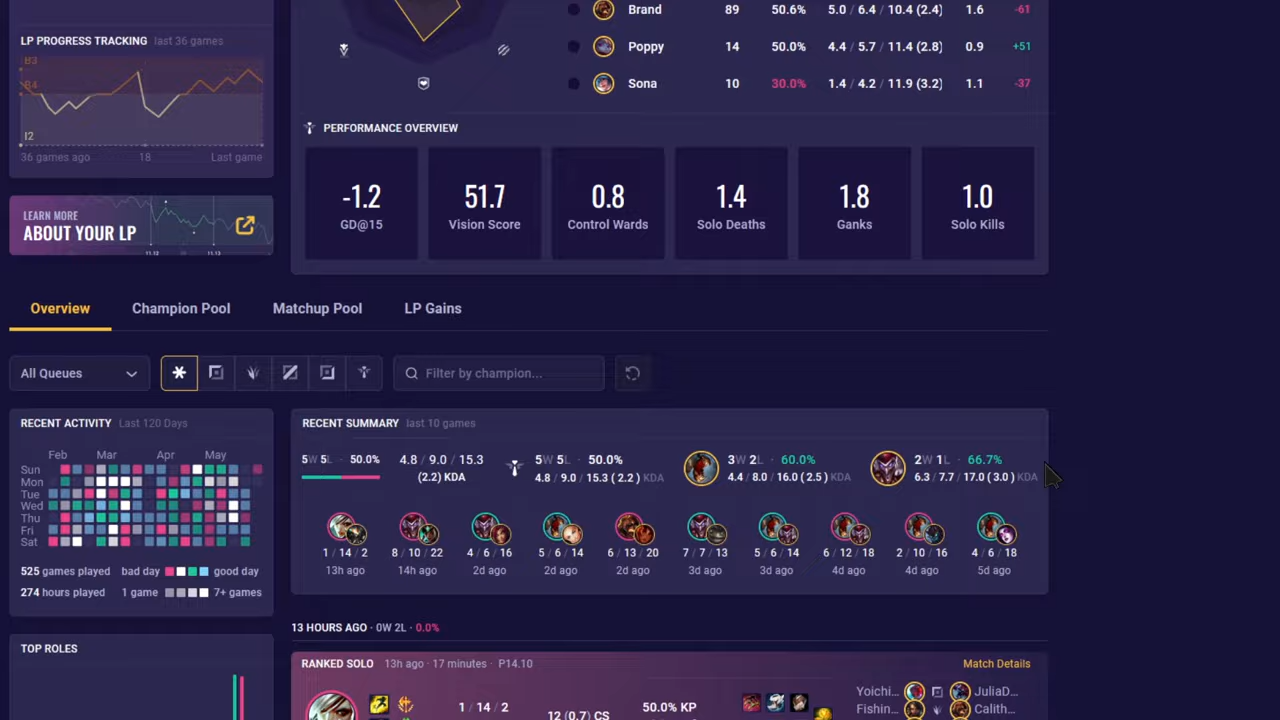 Brand 89 50.6% 5.0 / 6.4 / 10.4 (2.4) 1.6 -61
LP PROGRESS TRACKING last 36 games
Poppy 14 50.0% 4.4 / 5.7 / 11.4 (2.8) 0.9 +51
B3
B4
Sona 10 30.0% 1.4 / 4.2 / 11.9 (3.2) 1.1 -37
I2
36 games ago 18 Last game
PERFORMANCE OVERVIEW
-1.2 51.7 0.8 1.4 1.8 1.0
GD@15 Vision Score Control Wards Solo Deaths Ganks Solo Kills
LEARN MORE
ABOUT YOUR LP
11.12 11.13
Overview Champion Pool Matchup Pool LP Gains
All Queues Filter by champion...
RECENT ACTIVITY Last 120 Days
Feb Mar Apr May
Sun
Mon
Tue
Wed
Thu
Fri
Sat
525 games played bad day good day
274 hours played 1 game 7+ games
RECENT SUMMARY last 10 games
5W 5L · 50.0% 4.8 / 9.0 / 15.3 5W 5L · 50.0% 3W 2L · 60.0% 2W 1L · 66.7%
(2.2) KDA 4.8 / 9.0 / 15.3 ( 2.2 ) KDA 4.4 / 8.0 / 16.0 ( 2.5 ) KDA 6.3 / 7.7 / 17.0 ( 3.0 ) KDA
1 / 14 / 2 8 / 10 / 22 4 / 6 / 16 5 / 6 / 14 6 / 13 / 20 7 / 7 / 13 5 / 6 / 14 6 / 12 / 18 2 / 10 / 16 4 / 6 / 18
13h ago 14h ago 2d ago 2d ago 2d ago 3d ago 3d ago 4d ago 4d ago 5d ago
13 HOURS AGO · 0W 2L · 0.0%
TOP ROLES
RANKED SOLO 13h ago · 17 minutes · P14.10 Match Details
1 / 14 / 2 12 (0.7) CS 50.0% KP
Yoichi... JuliaD...
Fishin... Calith...